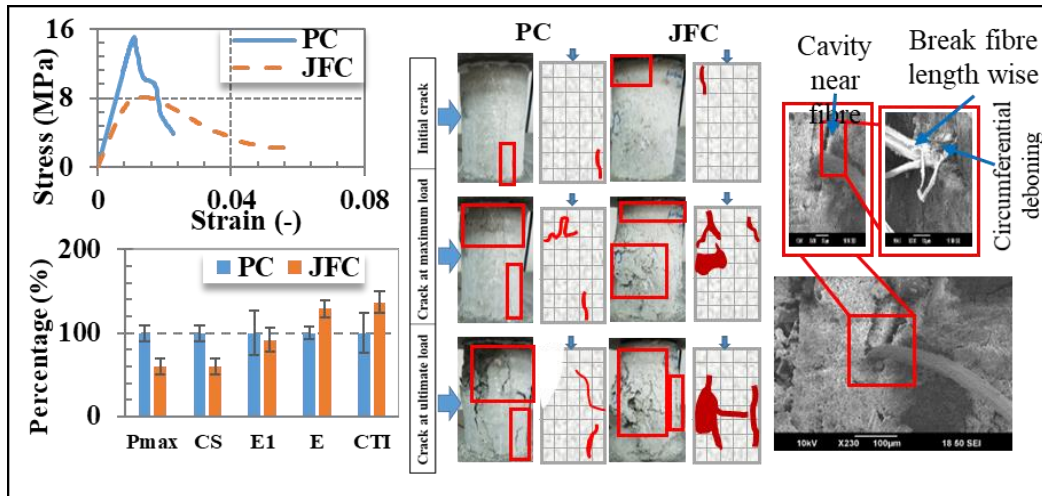 16
8
0
Stress (MPa)
PC
JFC
0
0.04
0.08
Strain (-)
200
100
0
Percentage (%)
PC
JFC
Pmax
CS
E1
E
CTI
PC
JFC
Initial crack
Crack at maximum load
Crack at ultimate load
Cavity
near
fibre
Break fibre
length wise
Circumferential
deboning
10kV
X230
100µm
18 50 SEI